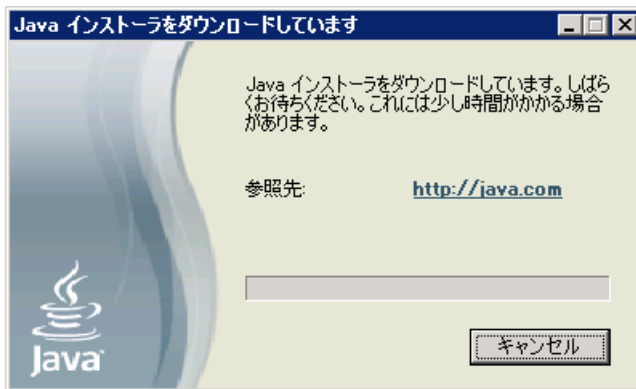 Java インストーラをダウンロードしています
Java インストーラをダウンロードしています。しばら
くお待ちください。これには少し時間がかかる場合
があります。
参照先: http://java.com
キャンセル
Java